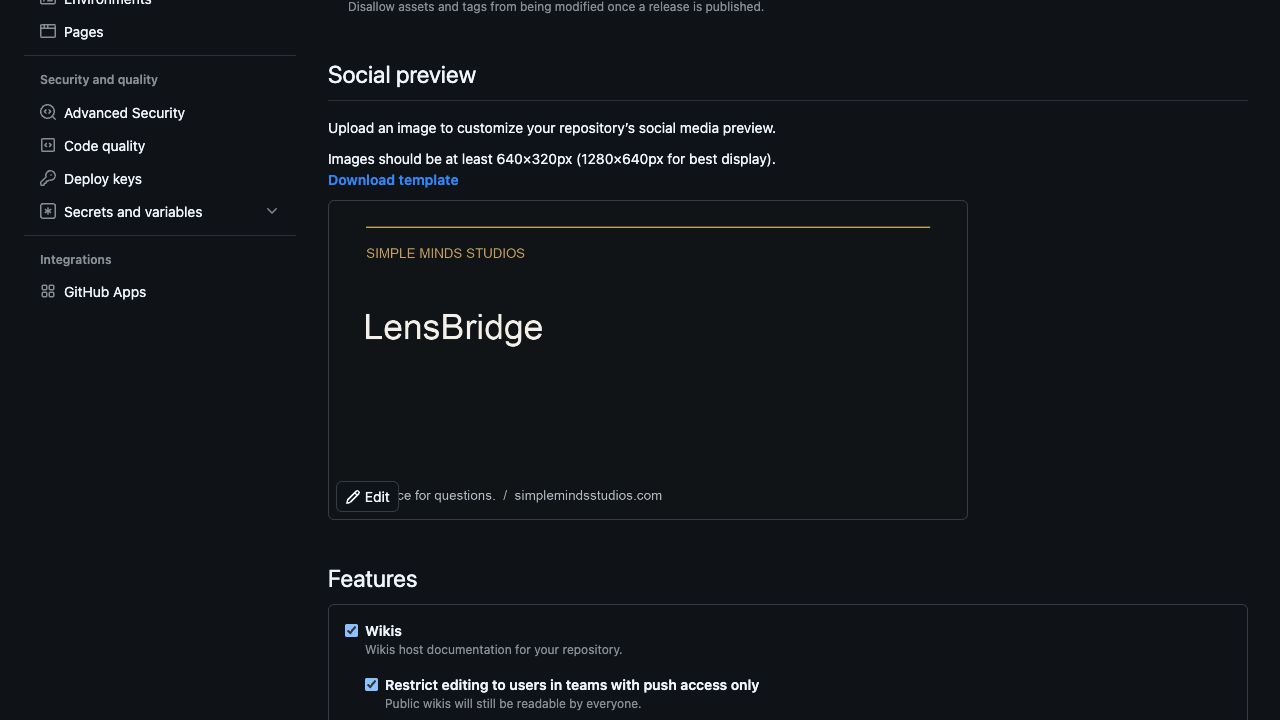 Environments
Pages
Security and quality
Advanced Security
Code quality
Deploy keys
Secrets and variables
Integrations
GitHub Apps
Disallow assets and tags from being modified once a release is published.
Social preview
Upload an image to customize your repository’s social media preview.
Images should be at least 640×320px (1280×640px for best display).
Download template
SIMPLE MINDS STUDIOS
LensBridge
Edit
for questions. / simplemindsstudios.com
Features
Wikis
Wikis host documentation for your repository.
Restrict editing to users in teams with push access only
Public wikis will still be readable by everyone.